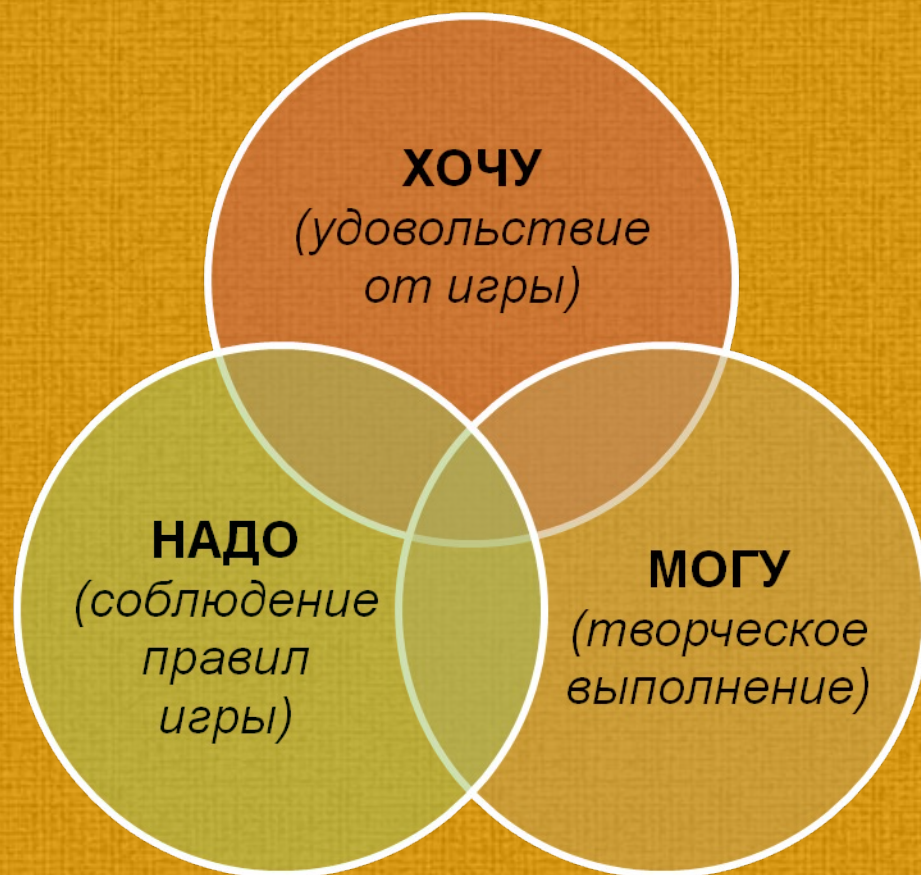 ХОЧУ
(удовольствие
от игры)
НАДО
(соблюдение
правил
игры)
МОГУ
(творческое
выполнение)